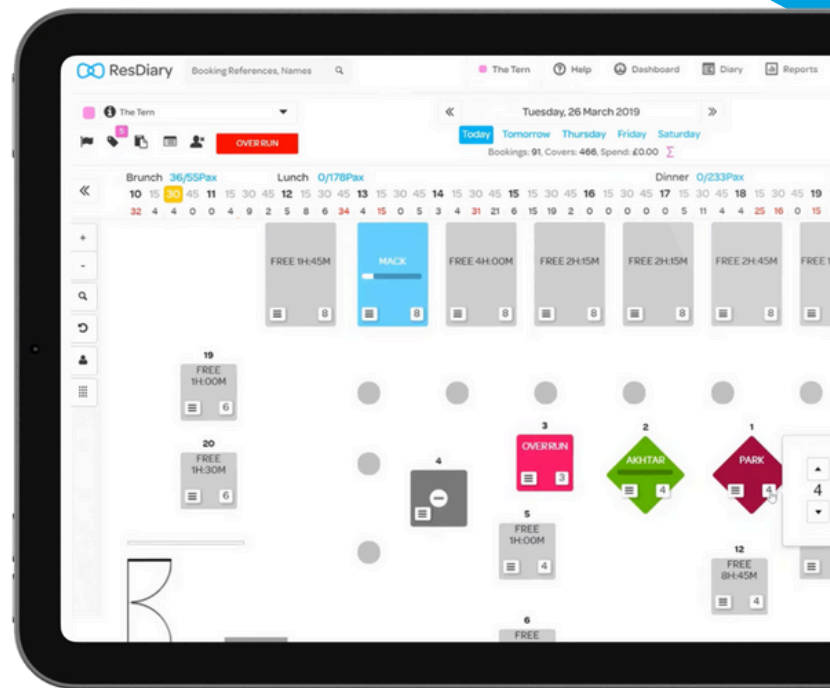 ResDiary
Booking References, Names
The Tern
Help
Dashboard
Diary
Reports
The Tern
Tuesday, 26 March 2019
5
OVERRUN
Today Tomorrow Thursday Friday Saturday
Bookings: 91, Covers: 466, Spend: £0.00 Σ
Brunch 36/55Pax Lunch 0/178Pax Dinner 0/233Pax
10 15 30 45 11 15 30 45 12 15 30 45 13 15 30 45 14 15 30 45 15 15 30 45 16 15 30 45 17 15 30 45 18 15 30 45 19
32 4 4 0 0 4 9 2 5 8 6 34 4 15 0 5 3 4 31 21 6 15 19 2 0 0 0 0 0 5 11 4 4 25 16 0 15
FREE 1H:45M
MACK
FREE 4H:00M
FREE 2H:15M
FREE 2H:15M
FREE 2H:45M
FREE 1
8 8 8 8 8 8
19
FREE
1H:00M
6
20
FREE
1H:30M
6
4
3
OVERRUN
3
2
AKHTAR
4
1
PARK
4
4
5
FREE
1H:00M
4
12
FREE
8H:45M
4
6
FREE